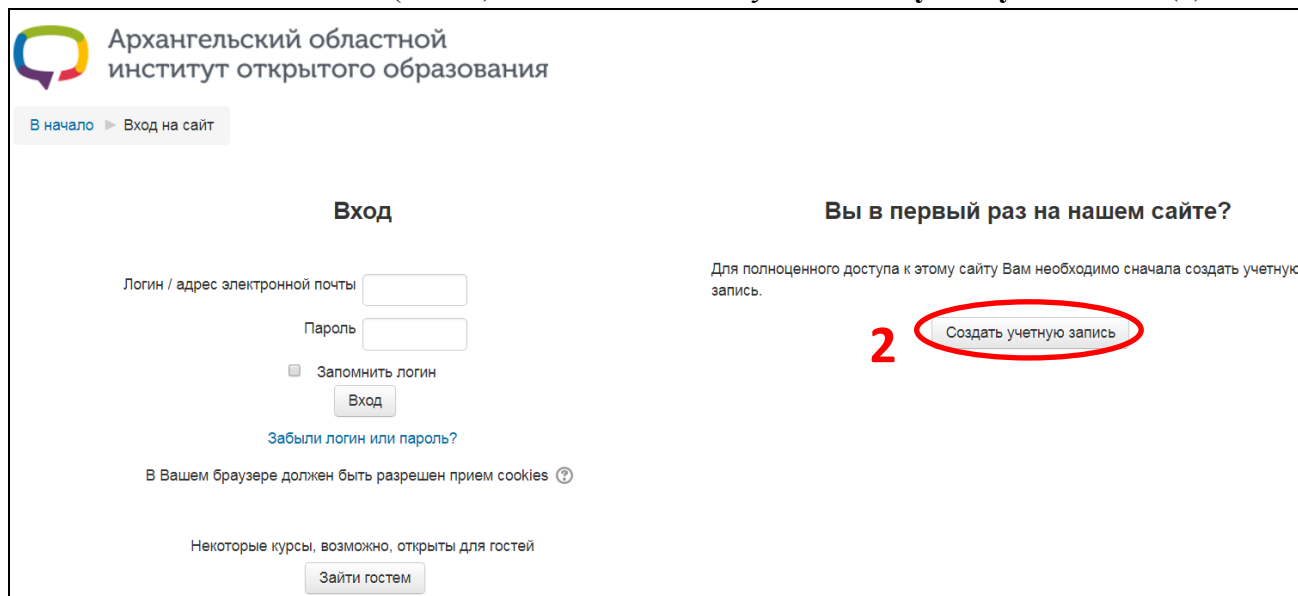 Архангельский областной
институт открытого образования
В начало ► Вход на сайт
Вход
Логин / адрес электронной почты
Пароль
Запомнить логин
Вход
Забыли логин или пароль?
В Вашем браузере должен быть разрешен прием cookies ?
Некоторые курсы, возможно, открыты для гостей
Зайти гостем
Вы в первый раз на нашем сайте?
Для полноценного доступа к этому сайту Вам необходимо сначала создать учетную
запись.
2 Создать учетную запись